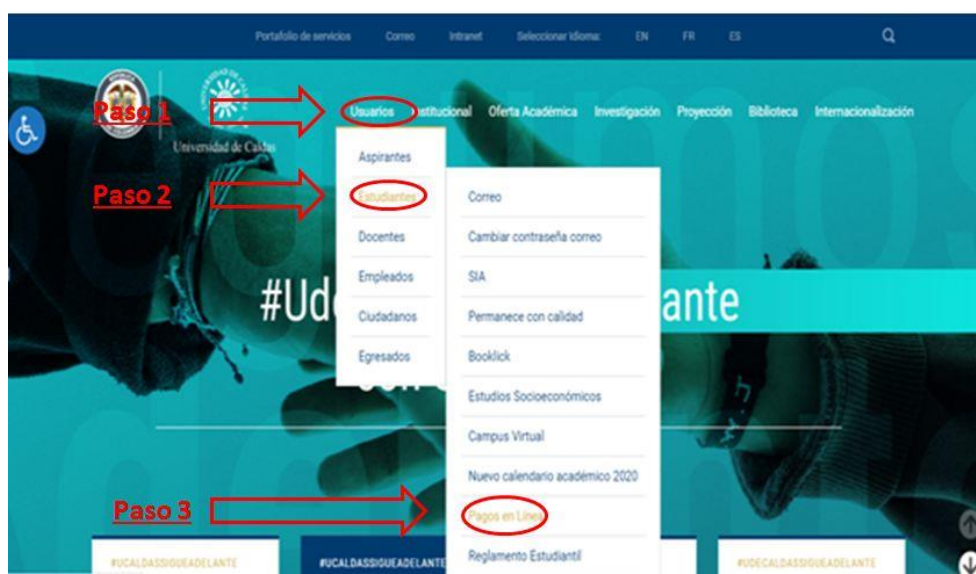 Portafolio de servicios Correo Intranet Seleccionar Idioma: EN FR ES
Paso 1
Usuarios Oferta Académica Investigación Proyección Biblioteca Internacionalización
Universidad de Caldas
Aspirantes
Paso 2
Estudiantes
Docentes
Empleados
Ciudadanos
Egresados
Correo
Cambiar contraseña correo
SIA
Permanece con calidad
Booklick
Estudios Socioeconómicos
Campus Virtual
Nuevo calendario académico 2020
Paso 3
Pagos en Línea
Reglamento Estudiantil
#UCALDASSIGUEADELANTE #UCALDASSIGUEADELANTE #UDECALDASSIGUEADELANTE